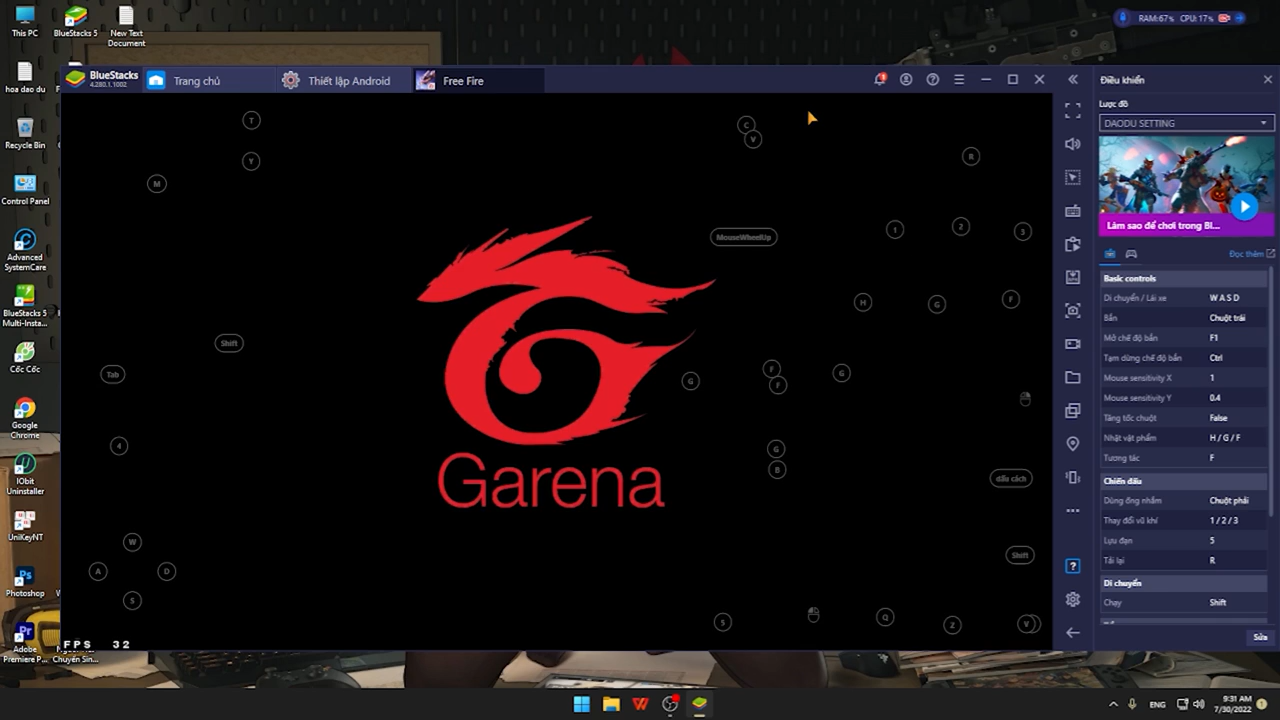 This PC
BlueStacks 5
New Text
Document
hoa dao du
Recycle Bin
Control Panel
Advanced
SystemCare
BlueStacks 5
Multi-Insta...
Cốc Cốc
Google
Chrome
IObit
Uninstaller
UniKeyNT
Photoshop
Adobe
Premiere P...
Chuyển Sin...
RAM:67% CPU: 17%
BlueStacks
4.280.1.1002
Trang chủ
Thiết lập Android
Free Fire
T
Y
M
C
V
R
MouseWheelUp
1
2
3
H
G
F
Shift
Tab
G
F
F
G
4
G
B
dấu cách
W
A
D
S
Shift
5
Q
Z
V
Garena
FPS 32
Điều khiển
Lược đồ
DAODU SETTING
Làm sao để chơi trong Bl...
Đọc thêm
Basic controls
Di chuyển / Lái xe W A S D
Bắn Chuột trái
Mở chế độ bắn F1
Tạm dừng chế độ bắn Ctrl
Mouse sensitivity X 1
Mouse sensitivity Y 0.4
Tăng tốc chuột False
Nhặt vật phẩm H / G / F
Tương tác F
Chiến đấu
Dùng ống nhắm Chuột phải
Thay đổi vũ khí 1 / 2 / 3
Lựu đạn 5
Tải lại R
Di chuyển
Chạy Shift
Sửa
ENG
9:31 AM
7/30/2022